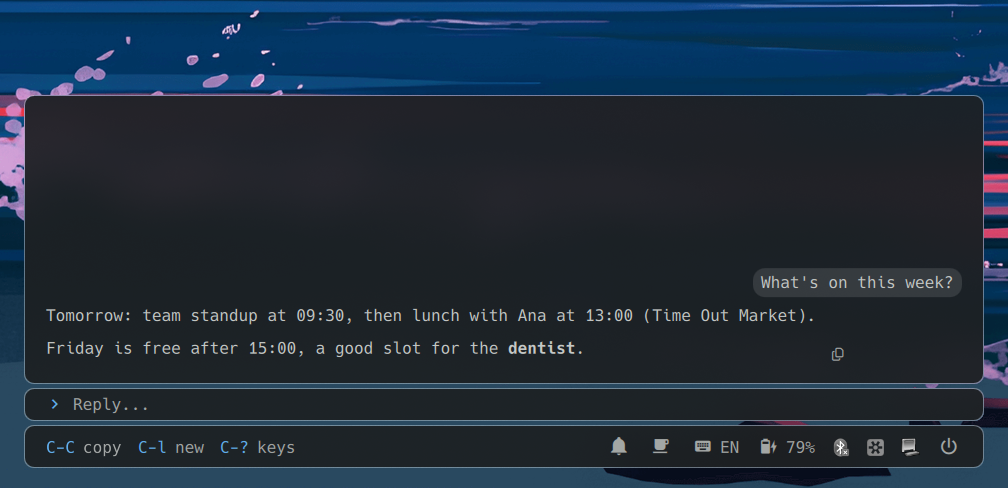 What's on this week?
Tomorrow: team standup at 09:30, then lunch with Ana at 13:00 (Time Out Market).
Friday is free after 15:00, a good slot for the dentist.
> Reply...
C-C copy C-l new C-? keys EN 79%